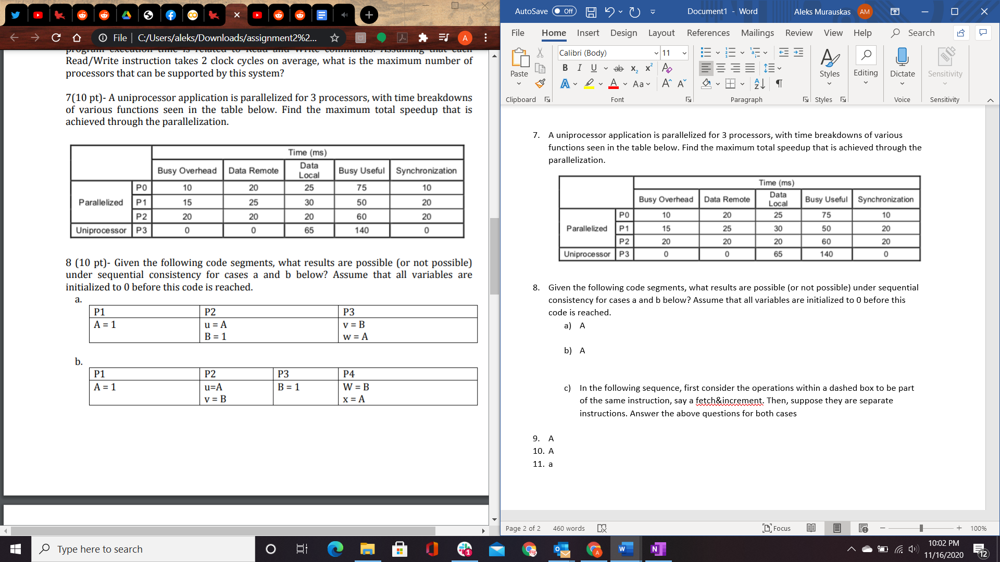 AutoSave Off Document1 - Word Aleks Murauskas AM
File C:/Users/aleks/Downloads/assignment2%2... A
File Home Insert Design Layout References Mailings Review View Help Search
Paste Calibri (Body) 11 Styles Editing Dictate Sensitivity
Clipboard Font Paragraph Styles Voice Sensitivity
program execution time is related to Read and Write commands. Assuming that each
Read/Write instruction takes 2 clock cycles on average, what is the maximum number of
processors that can be supported by this system?
7(10 pt)- A uniprocessor application is parallelized for 3 processors, with time breakdowns
of various functions seen in the table below. Find the maximum total speedup that is
achieved through the parallelization.
Time (ms)
Busy Overhead Data Remote Data Local Busy Useful Synchronization
Parallelized P0 10 20 25 75 10
P1 15 25 30 50 20
P2 20 20 20 60 20
Uniprocessor P3 0 0 65 140 0
8 (10 pt)- Given the following code segments, what results are possible (or not possible)
under sequential consistency for cases a and b below? Assume that all variables are
initialized to 0 before this code is reached.
a.
P1 P2 P3
A = 1 u = A v = B
B = 1 w = A
b.
P1 P2 P3 P4
A = 1 u=A B = 1 W = B
v = B x = A
7. A uniprocessor application is parallelized for 3 processors, with time breakdowns of various
functions seen in the table below. Find the maximum total speedup that is achieved through the
parallelization.
Time (ms)
Busy Overhead Data Remote Data Local Busy Useful Synchronization
Parallelized P0 10 20 25 75 10
P1 15 25 30 50 20
P2 20 20 20 60 20
Uniprocessor P3 0 0 65 140 0
8. Given the following code segments, what results are possible (or not possible) under sequential
consistency for cases a and b below? Assume that all variables are initialized to 0 before this
code is reached.
a) A
b) A
c) In the following sequence, first consider the operations within a dashed box to be part
of the same instruction, say a fetch&increment. Then, suppose they are separate
instructions. Answer the above questions for both cases
9. A
10. A
11. a
Page 2 of 2 460 words Focus 100%
Type here to search
10:02 PM
11/16/2020
12